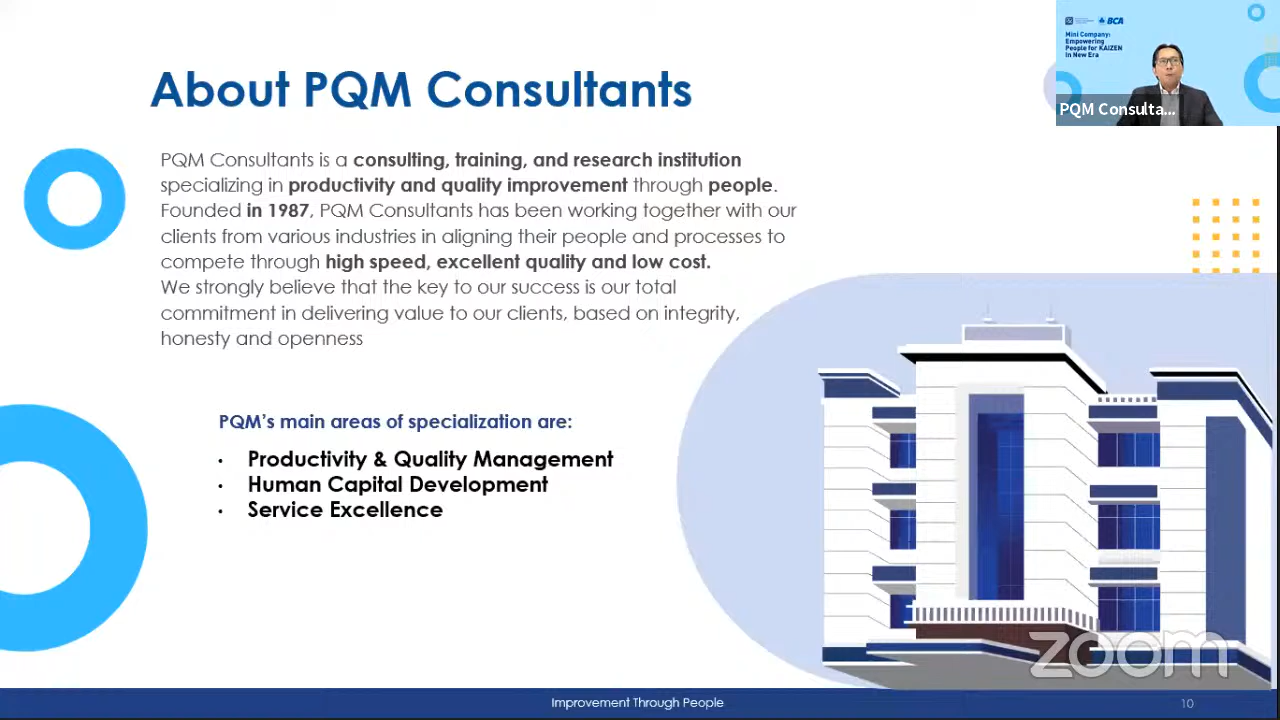 About PQM Consultants
BCA
Mini Company:
Empowering
People for KAIZEN
In New Era
PQM Consulta...
PQM Consultants is a consulting, training, and research institution
specializing in productivity and quality improvement through people.
Founded in 1987, PQM Consultants has been working together with our
clients from various industries in aligning their people and processes to
compete through high speed, excellent quality and low cost.
We strongly believe that the key to our success is our total
commitment in delivering value to our clients, based on integrity,
honesty and openness
PQM’s main areas of specialization are:
• Productivity & Quality Management
• Human Capital Development
• Service Excellence
zoom
Improvement Through People
10